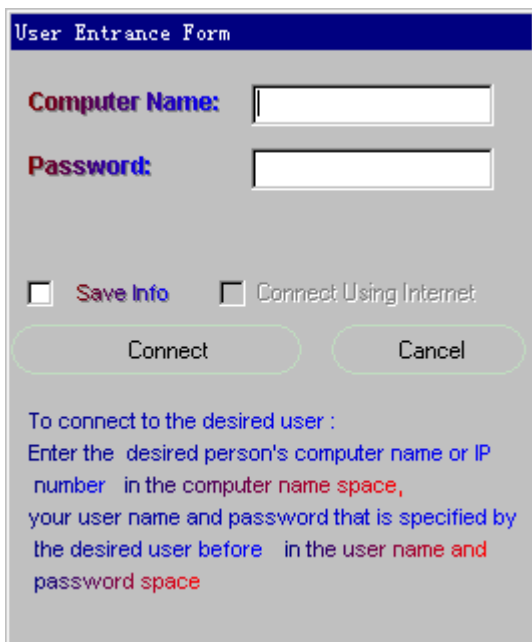 User Entrance Form
Computer Name:
Password:
Save Info Connect Using Internet
Connect Cancel
To connect to the desired user :
Enter the desired person's computer name or IP
number in the computer name space,
your user name and password that is specified by
the desired user before in the user name and
password space